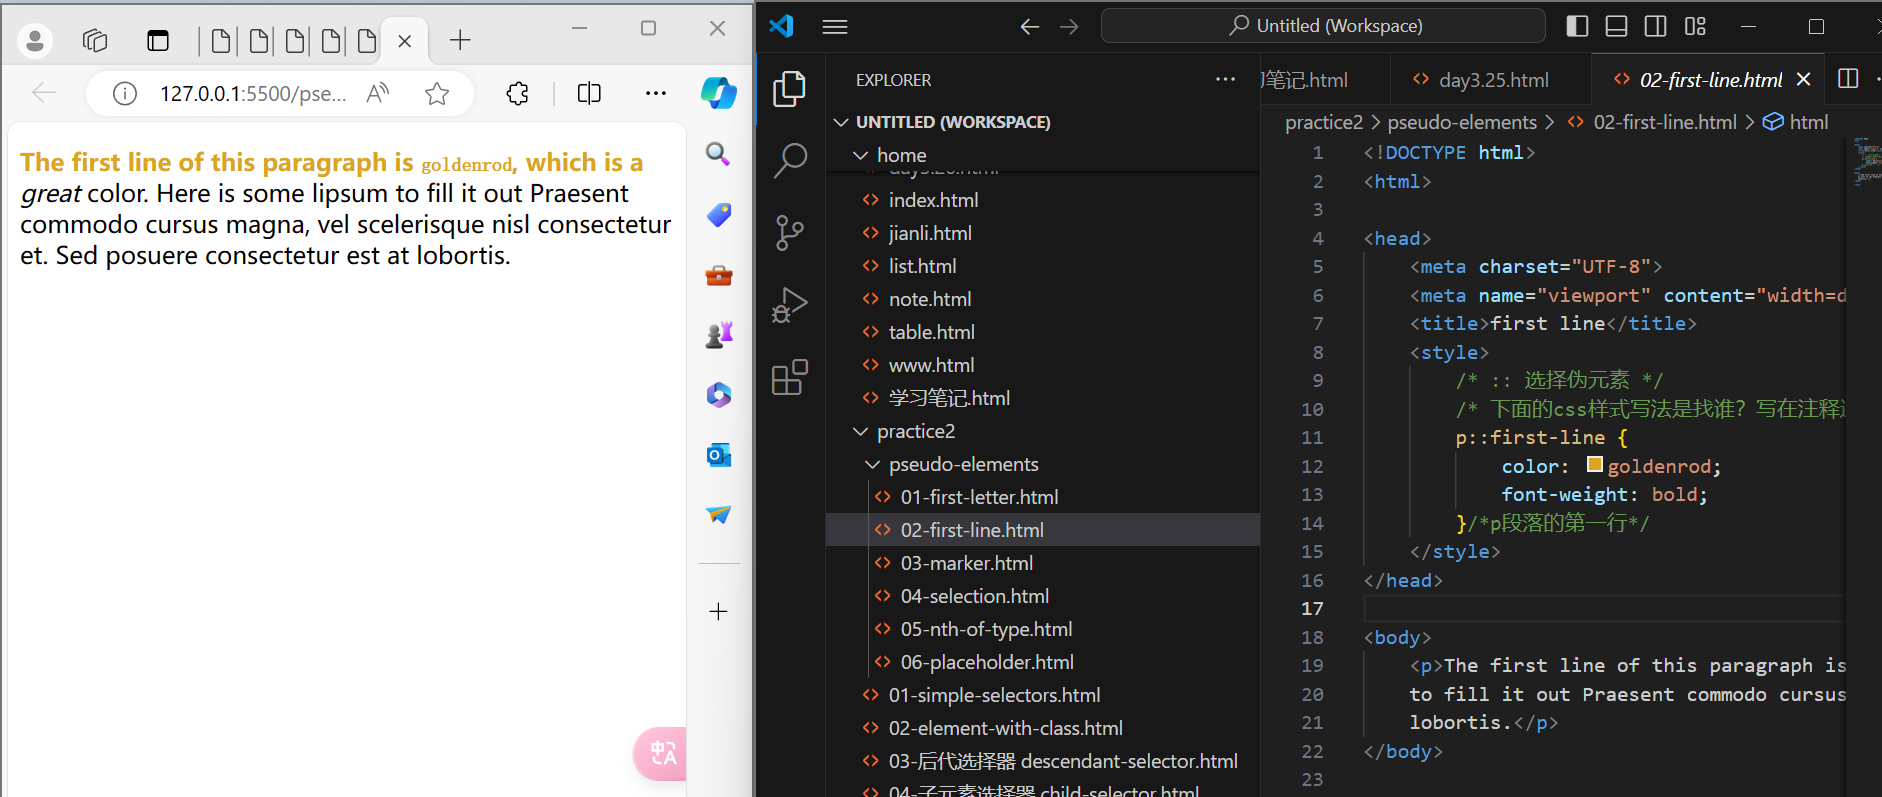 127.0.0.1:5500/pse...
The first line of this paragraph is goldenrod, which is a
great color. Here is some lipsum to fill it out Praesent
commodo cursus magna, vel scelerisque nisl consectetur
et. Sed posuere consectetur est at lobortis.
中A
Untitled (Workspace)
EXPLORER
UNTITLED (WORKSPACE)
home
index.html
jianli.html
list.html
note.html
table.html
www.html
学习笔记.html
practice2
pseudo-elements
01-first-letter.html
02-first-line.html
03-marker.html
04-selection.html
05-nth-of-type.html
06-placeholder.html
01-simple-selectors.html
02-element-with-class.html
03-后代选择器 descendant-selector.html
04-子元素选择器 child-selector.html
习笔记.html
day3.25.html
02-first-line.html
practice2 > pseudo-elements > 02-first-line.html > html
1 <!DOCTYPE html>
2 <html>
3
4 <head>
5 <meta charset="UTF-8">
6 <meta name="viewport" content="width=d
7 <title>first line</title>
8 <style>
9 /* :: 选择伪元素 */
10 /* 下面的css样式写法是找谁？写在注释
11 p::first-line {
12 color: goldenrod;
13 font-weight: bold;
14 }/*p段落的第一行*/
15 </style>
16 </head>
17
18 <body>
19 <p>The first line of this paragraph is
20 to fill it out Praesent commodo cursus
21 lobortis.</p>
22 </body>
23